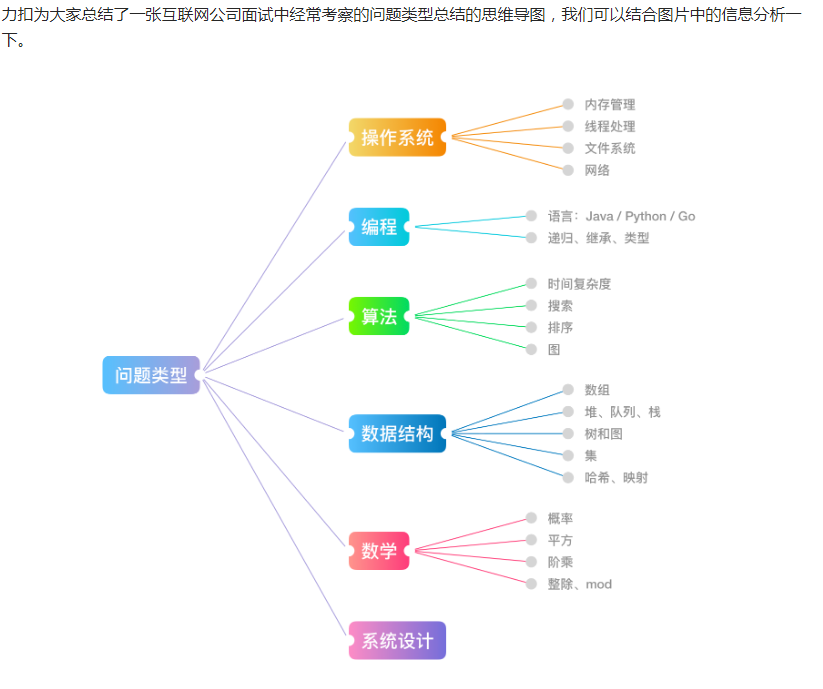 力扣为大家总结了一张互联网公司面试中经常考察的问题类型总结的思维导图，我们可以结合图片中的信息分析一
下。
问题类型
操作系统
内存管理
线程处理
文件系统
网络
编程
语言：Java / Python / Go
递归、继承、类型
算法
时间复杂度
搜索
排序
图
数据结构
数组
堆、队列、栈
树和图
集
哈希、映射
数学
概率
平方
阶乘
整除、mod
系统设计